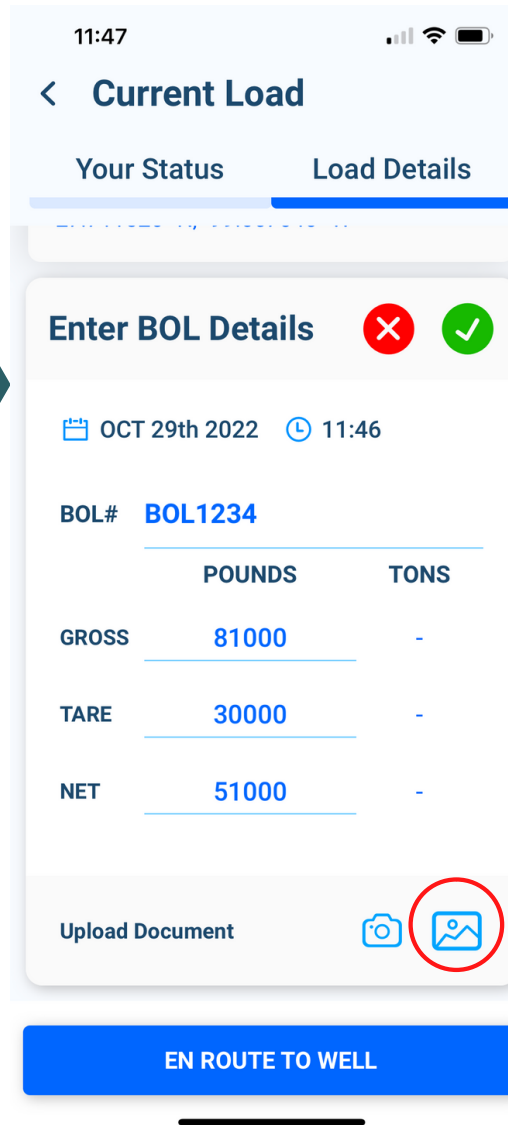 11:47
Current Load
Your Status Load Details
Enter BOL Details
OCT 29th 2022 11:46
BOL# BOL1234
POUNDS TONS
GROSS 81000 -
TARE 30000 -
NET 51000 -
Upload Document
EN ROUTE TO WELL